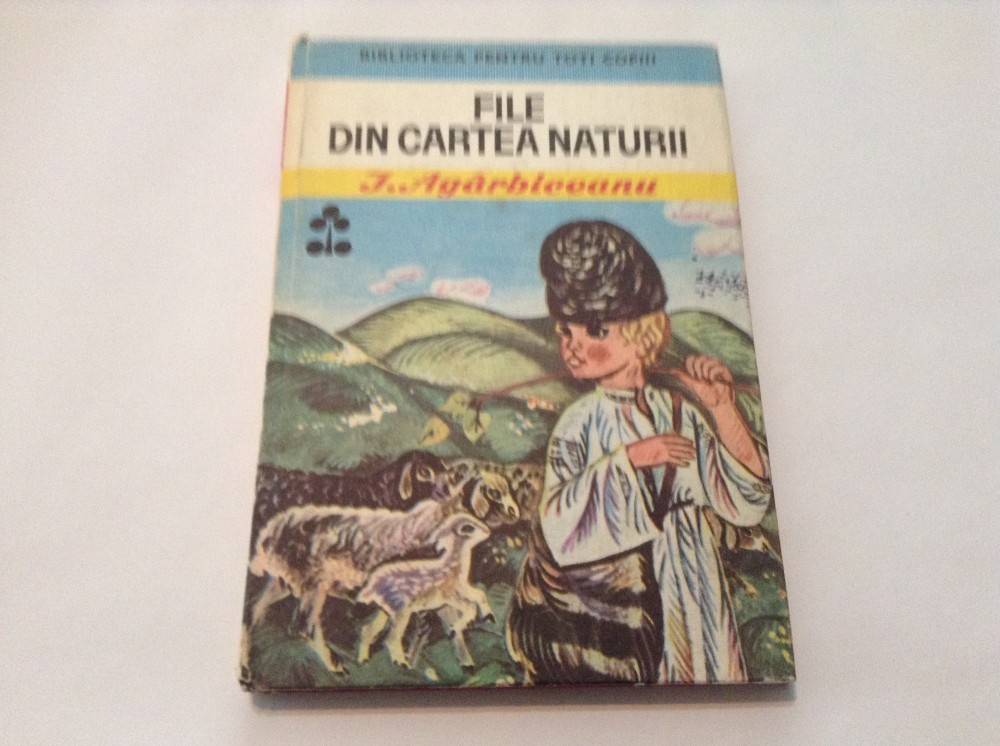 BIBLIOTECA PENTRU TOȚI COPIII
FILE
DIN CARTEA NATURII
I. Agârbiceanu